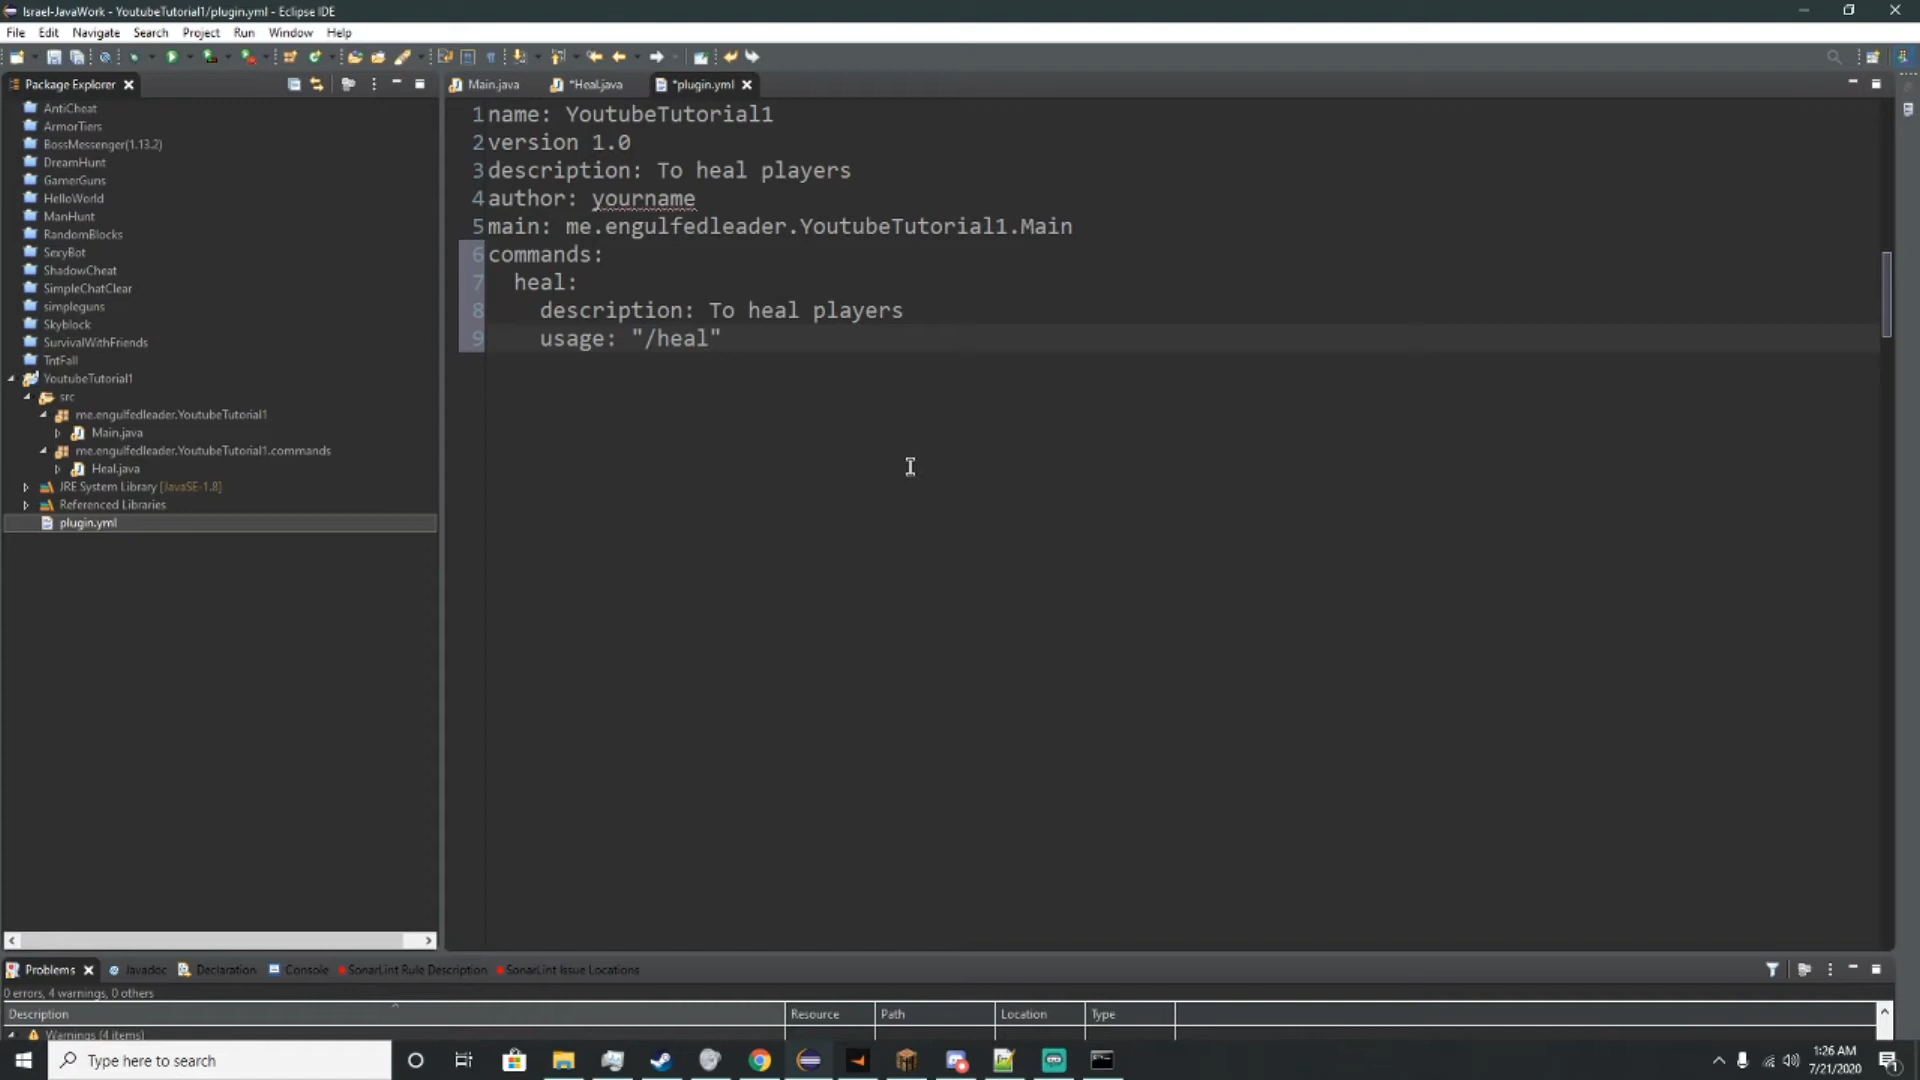 Israel-JavaWork - YoutubeTutorial1/plugin.yml - Eclipse IDE
File Edit Navigate Search Project Run Window Help
Package Explorer
Main.java *Heal.java *plugin.yml
AntiCheat
ArmorTiers
BossMessenger(1.13.2)
DreamHunt
GamerGuns
HelloWorld
ManHunt
RandomBlocks
SexyBot
ShadowCheat
SimpleChatClear
simpleguns
Skyblock
SurvivalWithFriends
TntFall
YoutubeTutorial1
src
me.engulfedleader.YoutubeTutorial1
Main.java
me.engulfedleader.YoutubeTutorial1.commands
Heal.java
JRE System Library [JavaSE-1.8]
Referenced Libraries
plugin.yml
1 name: YoutubeTutorial1
2 version 1.0
3 description: To heal players
4 author: yourname
5 main: me.engulfedleader.YoutubeTutorial1.Main
6 commands:
7 heal:
8 description: To heal players
9 usage: "/heal"
Problems Javadoc Declaration Console SonarLint Rule Description SonarLint Issue Locations
0 errors, 4 warnings, 0 others
Description Resource Path Location Type
Warnings (4 items)
Type here to search
1:26 AM
7/21/2020
1